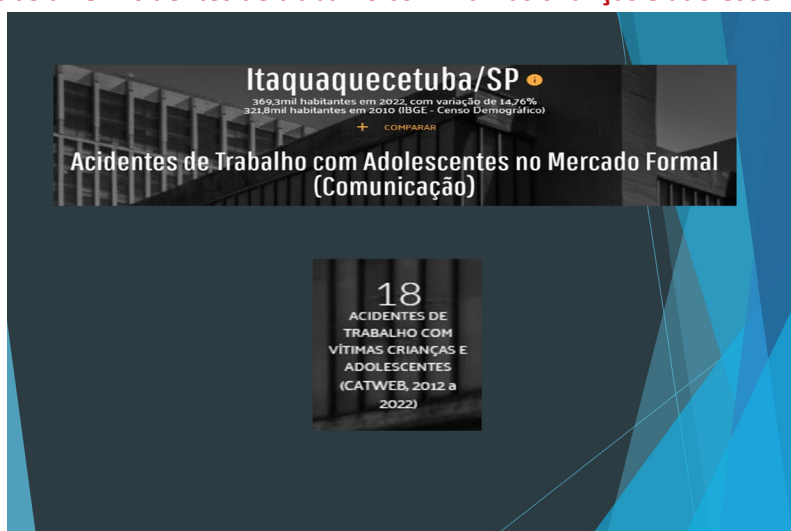 Itaquaquecetuba/SP
369,3mil habitantes em 2022, com variação de 14,76%
321,8mil habitantes em 2010 (IBGE - Censo Demográfico)
+ COMPARAR
Acidentes de Trabalho com Adolescentes no Mercado Formal
(Comunicação)
18
ACIDENTES DE
TRABALHO COM
VÍTIMAS CRIANÇAS E
ADOLESCENTES
(CATWEB, 2012 a
2022)